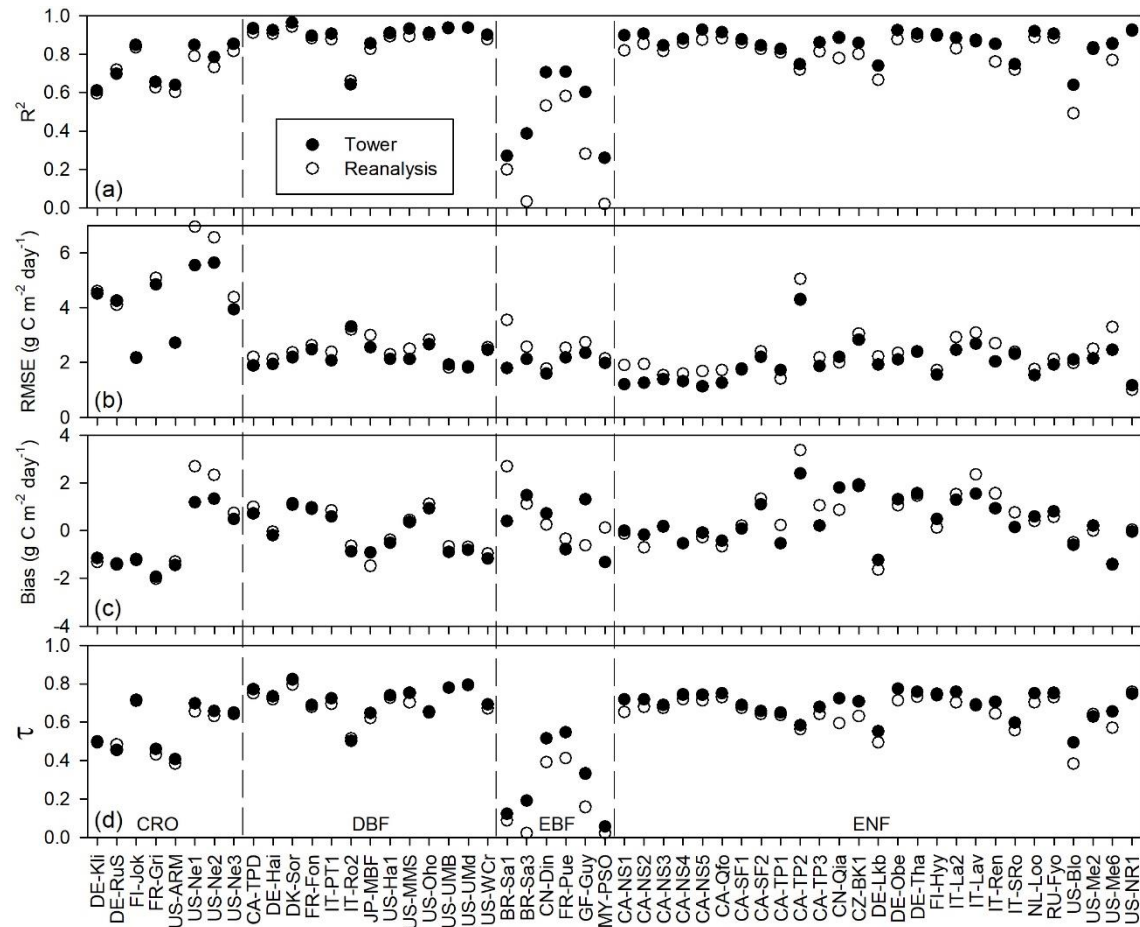 1.0
0.8
0.6
0.4
0.2
0.0
R²
Tower
Reanalysis
(a)
6
4
2
0
RMSE (g C m⁻² day⁻¹)
(b)
4
2
0
-2
-4
Bias (g C m⁻² day⁻¹)
(c)
1.0
0.8
0.6
0.4
0.2
0.0
τ
(d)
CRO
DBF
EBF
ENF
DE-Kli
DE-RuS
FI-Jok
FR-Gri
US-ARM
US-Ne1
US-Ne2
US-Ne3
CA-TPD
DE-Hai
DK-Sor
FR-Fon
IT-PT1
IT-Ro2
JP-MBF
US-Ha1
US-MMS
US-Oho
US-UMB
US-UMd
US-WCr
BR-Sa1
BR-Sa3
CN-Din
FR-Pue
GF-Guy
MY-PSO
CA-NS1
CA-NS2
CA-NS3
CA-NS4
CA-NS5
CA-Qfo
CA-SF1
CA-SF2
CA-TP1
CA-TP2
CA-TP3
CN-Qia
CZ-BK1
DE-Lkb
DE-Obe
DE-Tha
FI-Hyy
IT-La2
IT-Lav
IT-Ren
IT-SRo
NL-Loo
RU-Fyo
US-Blo
US-Me2
US-Me6
US-NR1